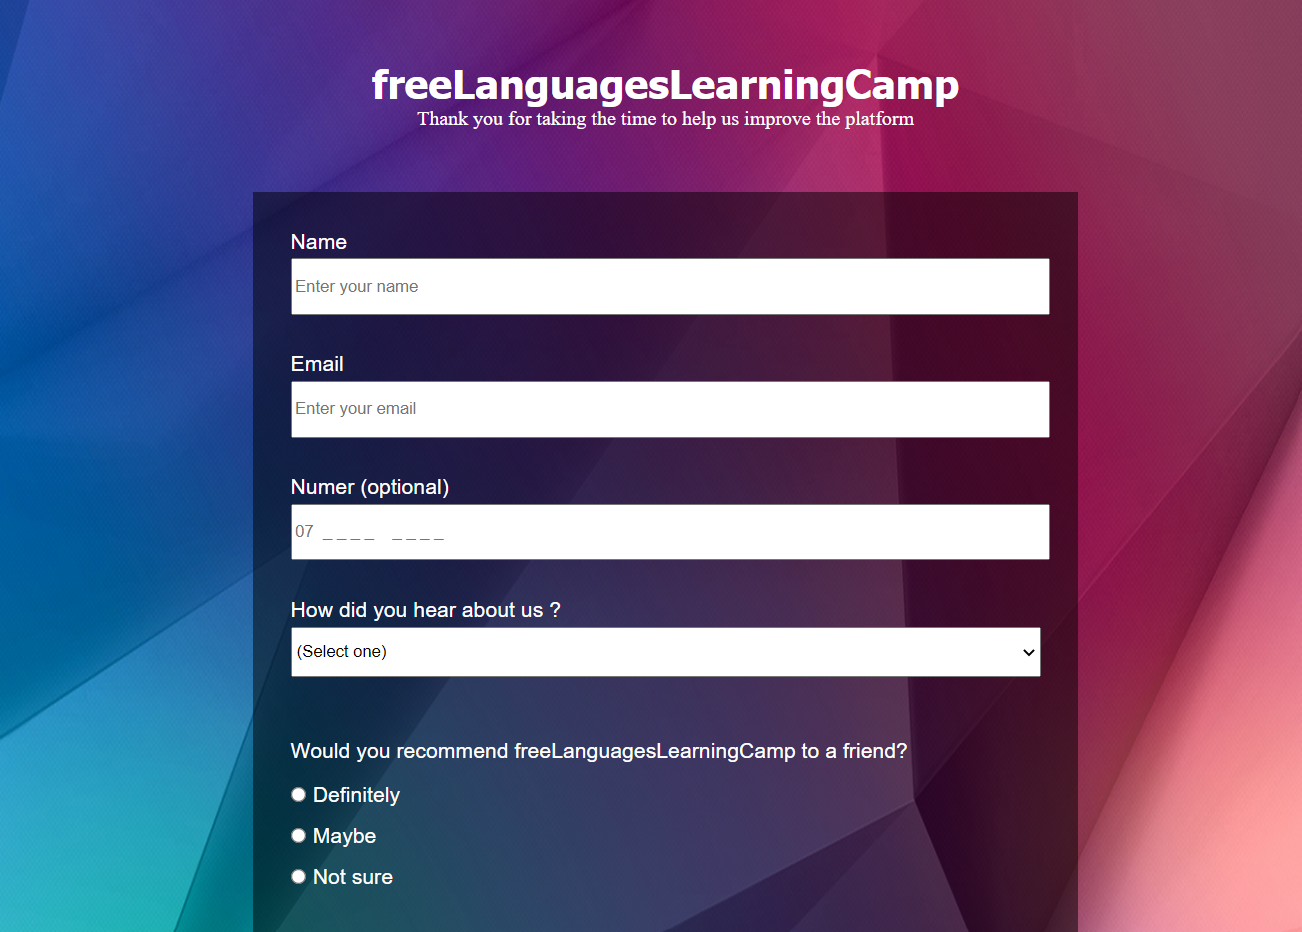 freeLanguagesLearningCamp
Thank you for taking the time to help us improve the platform
Name
Enter your name
Email
Enter your email
Numer (optional)
07 _ _ _ _  _ _ _ _
How did you hear about us ?
(Select one)
Would you recommend freeLanguagesLearningCamp to a friend?
Definitely
Maybe
Not sure